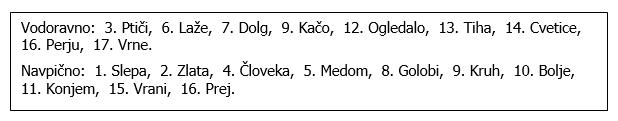 Vodoravno: 3. Ptiči, 6. Laže, 7. Dolg, 9. Kačo, 12. Ogledalo, 13. Tiha, 14. Cvetice,
16. Perju, 17. Vrne.
Navpično: 1. Slepa, 2. Zlata, 4. Človeka, 5. Medom, 8. Golobi, 9. Kruh, 10. Bolje,
11. Konjem, 15. Vrani, 16. Prej.